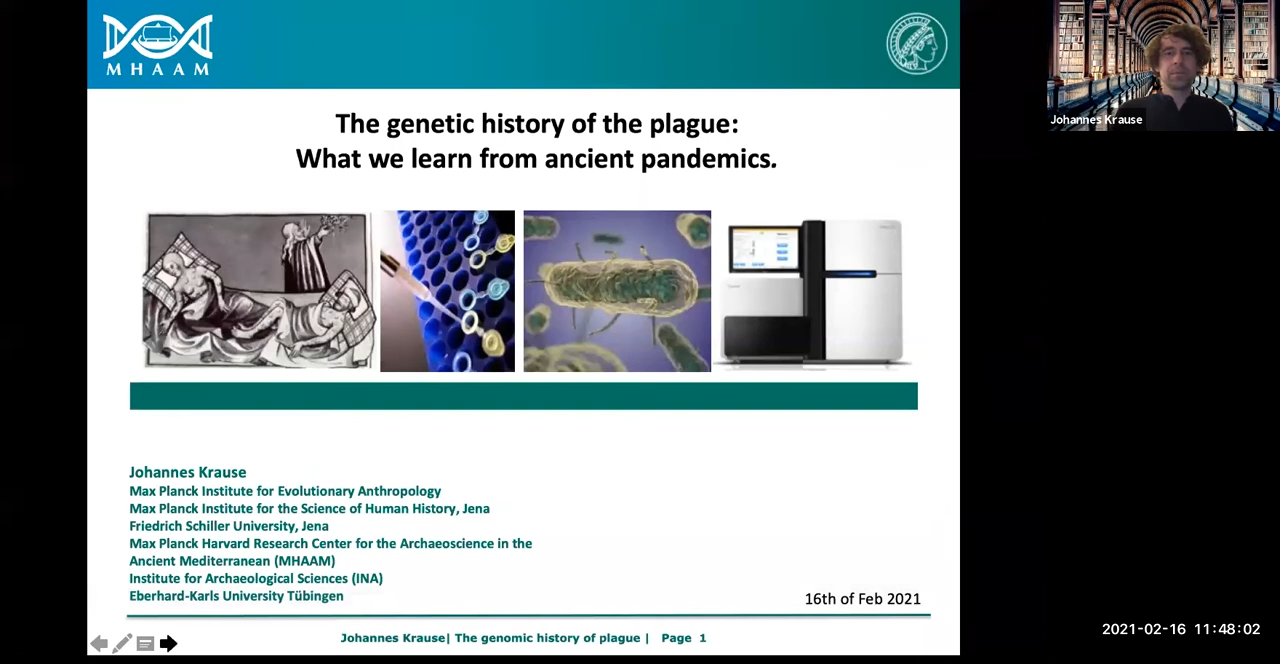 MHAAM
Johannes Krause
The genetic history of the plague:
What we learn from ancient pandemics.
Johannes Krause
Max Planck Institute for Evolutionary Anthropology
Max Planck Institute for the Science of Human History, Jena
Friedrich Schiller University, Jena
Max Planck Harvard Research Center for the Archaeoscience in the
Ancient Mediterranean (MHAAM)
Institute for Archaeological Sciences (INA)
Eberhard-Karls University Tübingen
16th of Feb 2021
Johannes Krause| The genomic history of plague | Page 1
2021-02-16 11:48:02